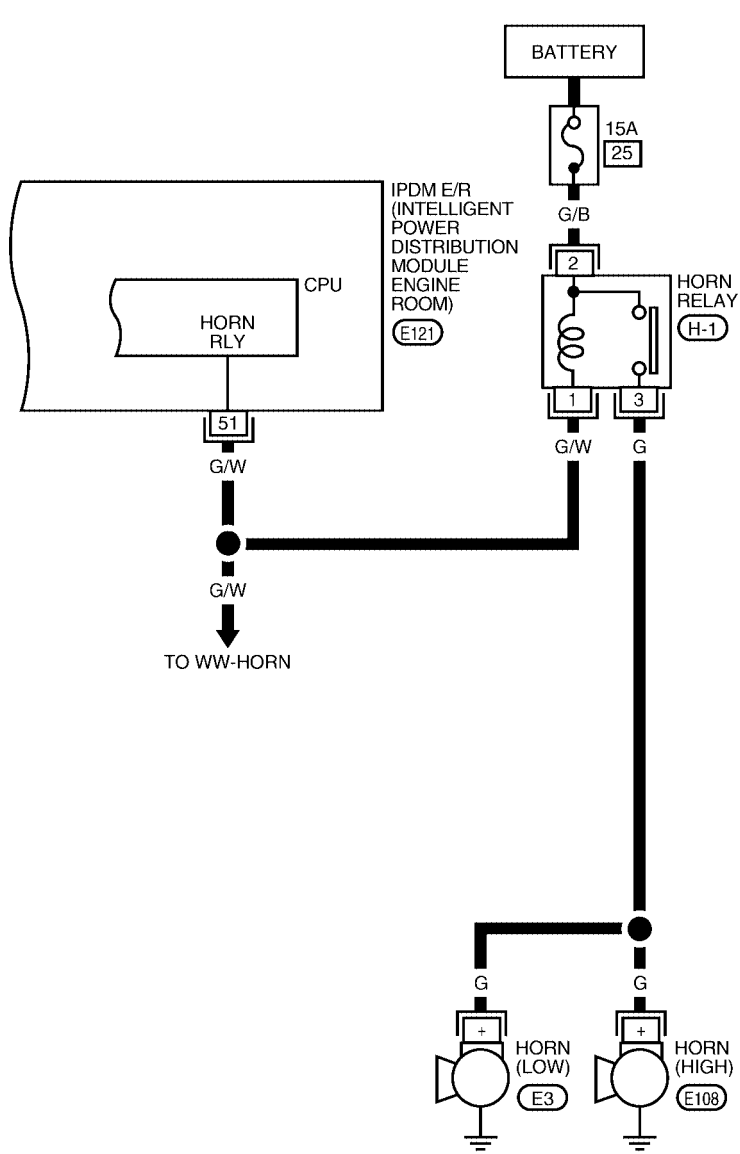 BATTERY
15A
25
G/B
2
HORN
RELAY
H-1
IPDM E/R
(INTELLIGENT
POWER
DISTRIBUTION
MODULE
ENGINE
ROOM)
E121
CPU
HORN
RLY
51
G/W
1
3
G/W
G
G/W
TO WW-HORN
G
G
+
+
HORN
(LOW)
E3
HORN
(HIGH)
E108